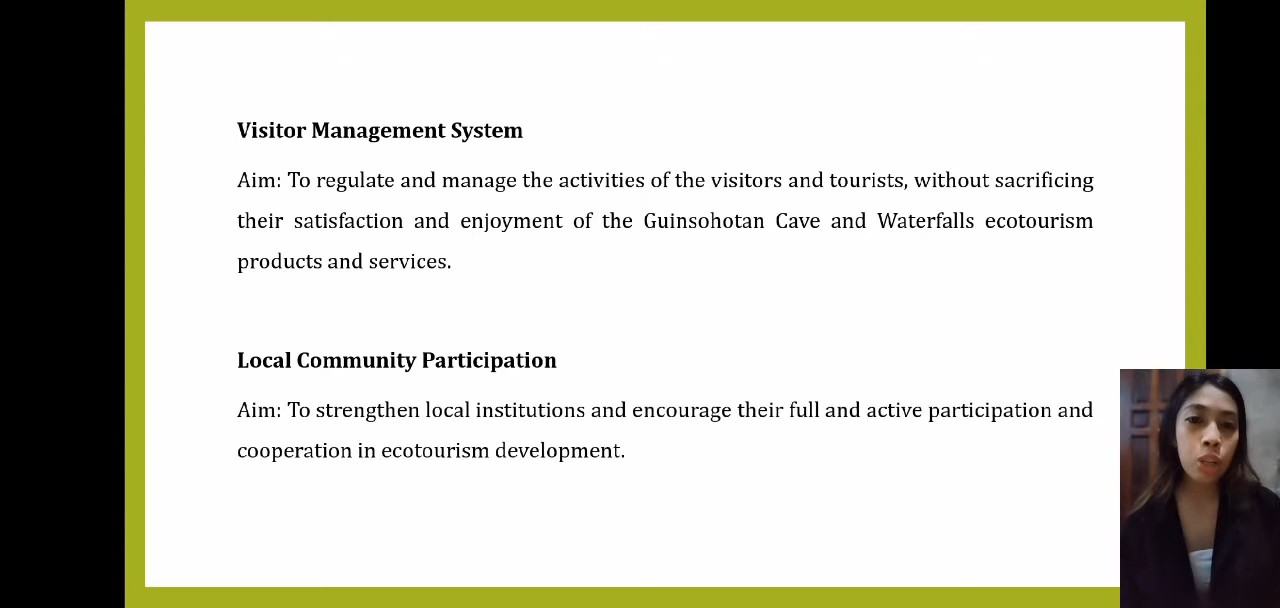 Visitor Management System
Aim: To regulate and manage the activities of the visitors and tourists, without sacrificing
their satisfaction and enjoyment of the Guinsohotan Cave and Waterfalls ecotourism
products and services.
Local Community Participation
Aim: To strengthen local institutions and encourage their full and active participation and
cooperation in ecotourism development.